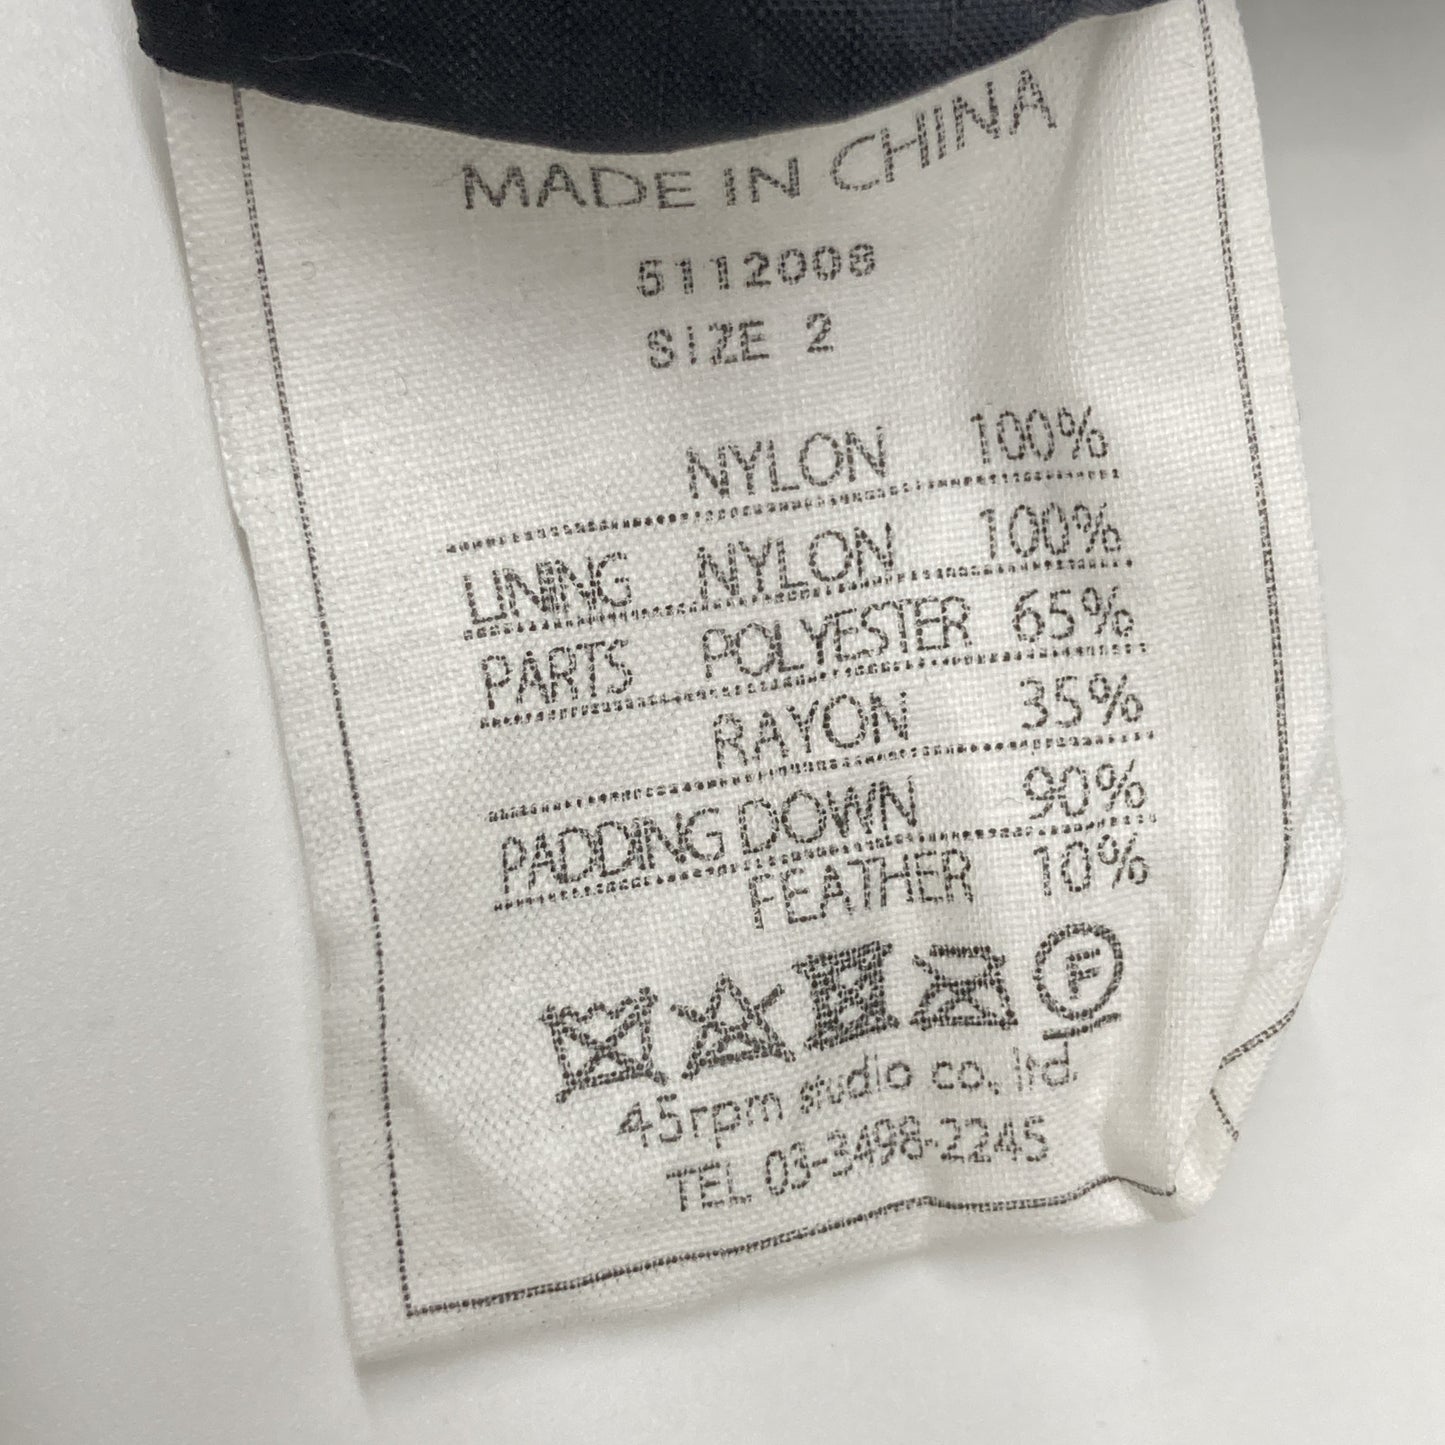 MADE IN CHINA
5112008
SIZE 2
NYLON 100%
LINING NYLON 100%
PARTS POLYESTER 65%
RAYON 35%
PADDING DOWN 90%
FEATHER 10%
F
45rpm studio co., ltd.
TEL 03-3498-2245